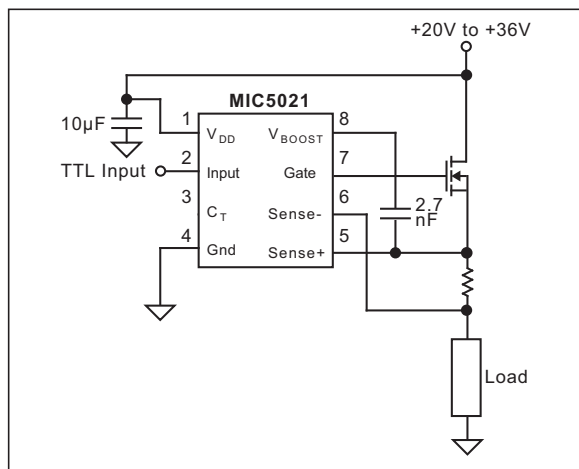 +20V to +36V
MIC5021
10µF
1
VDD
VBOOST
8
TTL Input
2
Input
Gate
7
3
CT
Sense-
6
2.7
nF
4
Gnd
Sense+
5
Load